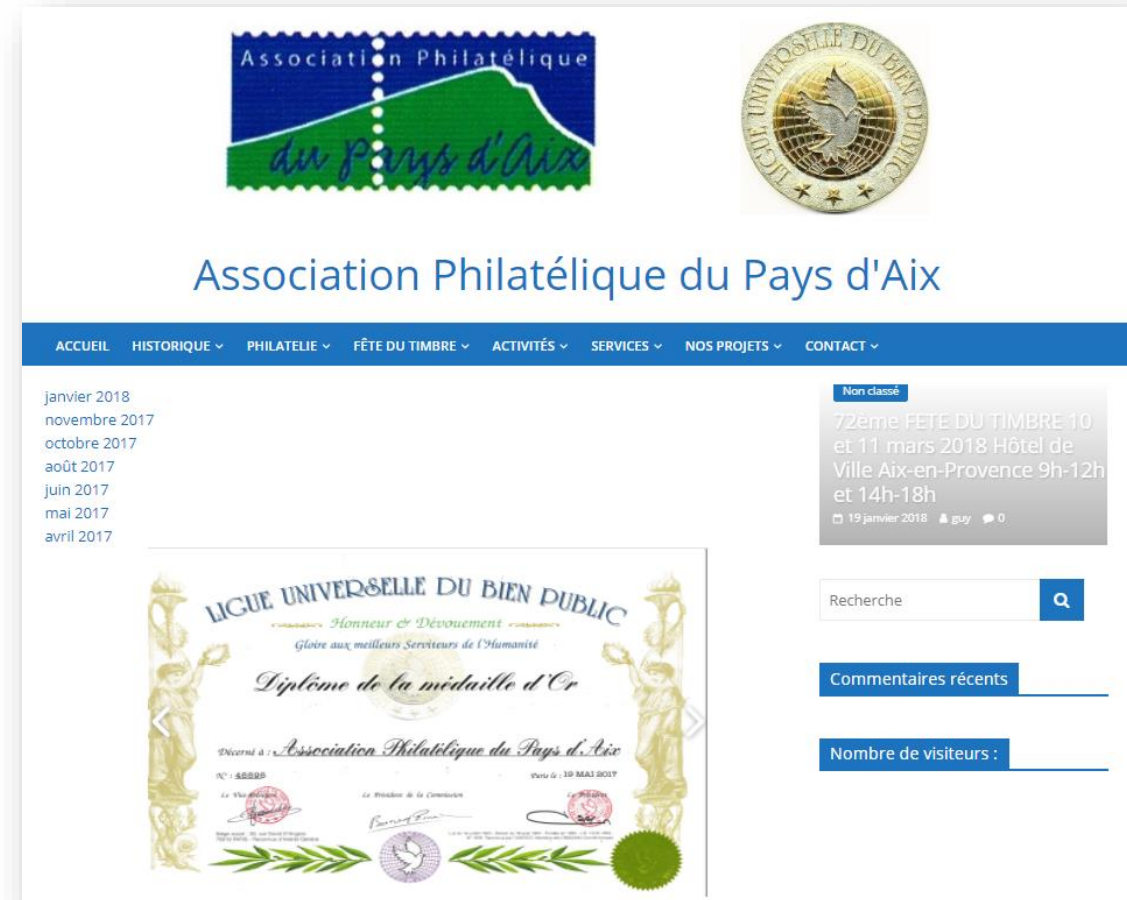 Association Philatélique
du Pays d'Aix
LIGUE UNIVERSELLE DU BIEN PUBLIC
Association Philatélique du Pays d'Aix
ACCUEIL HISTORIQUE PHILATELIE FÊTE DU TIMBRE ACTIVITÉS SERVICES NOS PROJETS CONTACT
janvier 2018
novembre 2017
octobre 2017
août 2017
juin 2017
mai 2017
avril 2017
Non classé
72ème FETE DU TIMBRE 10
et 11 mars 2018 Hôtel de
Ville Aix-en-Provence 9h-12h
et 14h-18h
19 janvier 2018 guy 0
Recherche
Commentaires récents
Nombre de visiteurs :
LIGUE UNIVERSELLE DU BIEN PUBLIC
Honneur & Dévouement
Gloire aux meilleurs Serviteurs de l'Humanité
Diplôme de la médaille d'Or
Décerné à : Association Philatélique du Pays d'Aix
N° : Paris le : 19 MAI 2017
Le Vice Président Le Président de la Commission Le Président